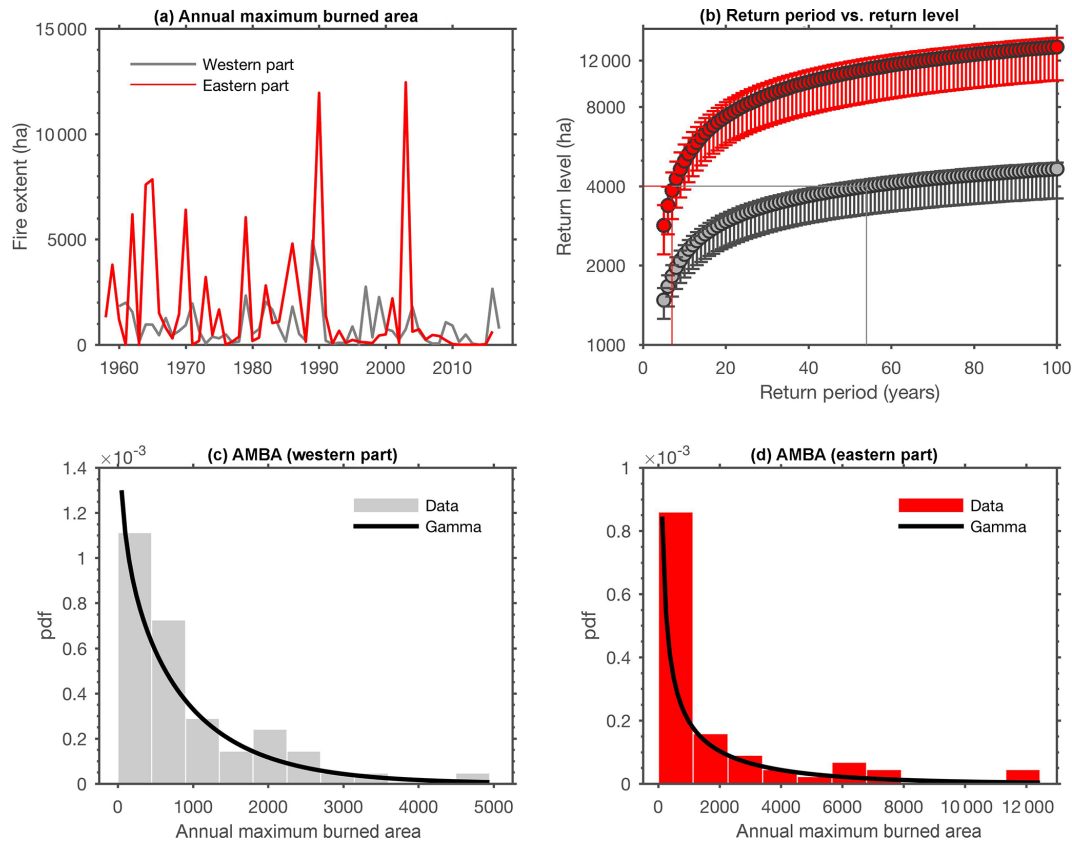 (a) Annual maximum burned area
15 000
10 000
5000
0
Fire extent (ha)
Western part
Eastern part
1960 1970 1980 1990 2000 2010
(b) Return period vs. return level
12 000
8000
4000
2000
1000
Return level (ha)
0 20 40 60 80 100
Return period (years)
(c) AMBA (western part)
×10⁻³
1.4
1.2
1
0.8
0.6
0.4
0.2
0
pdf
Data
Gamma
0 1000 2000 3000 4000 5000
Annual maximum burned area
(d) AMBA (eastern part)
×10⁻³
1
0.8
0.6
0.4
0.2
0
pdf
Data
Gamma
0 2000 4000 6000 8000 10 000 12 000
Annual maximum burned area